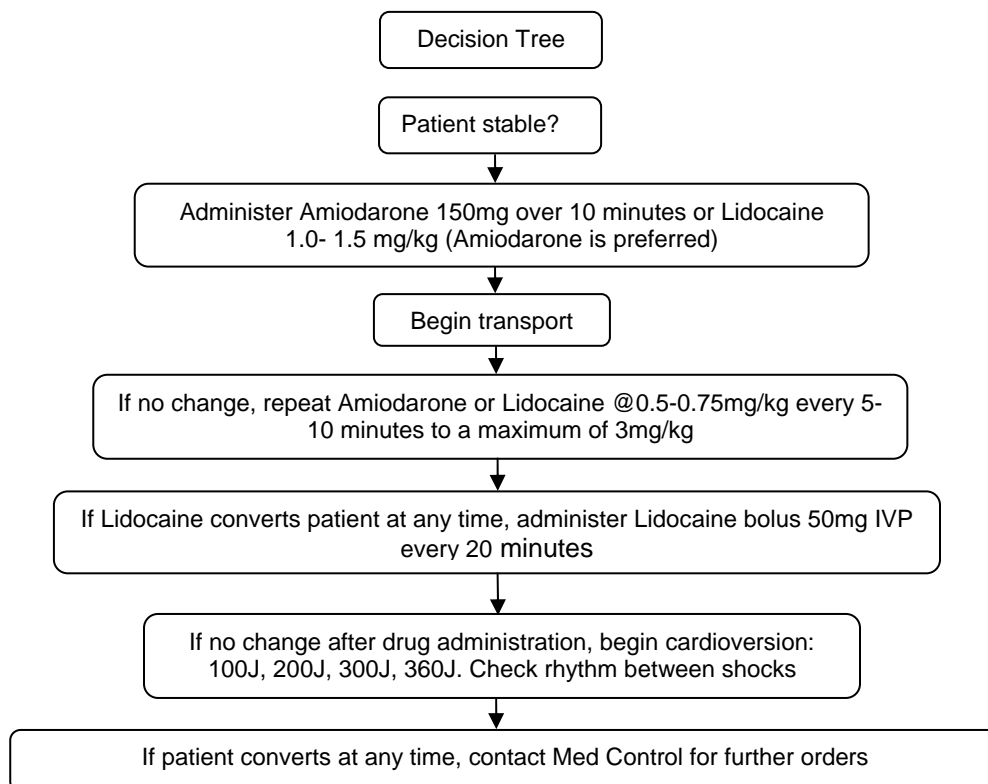 Decision Tree
Patient stable?
Administer Amiodarone 150mg over 10 minutes or Lidocaine
1.0- 1.5 mg/kg (Amiodarone is preferred)
Begin transport
If no change, repeat Amiodarone or Lidocaine @0.5-0.75mg/kg every 5-
10 minutes to a maximum of 3mg/kg
If Lidocaine converts patient at any time, administer Lidocaine bolus 50mg IVP
every 20 minutes
If no change after drug administration, begin cardioversion:
100J, 200J, 300J, 360J. Check rhythm between shocks
If patient converts at any time, contact Med Control for further orders